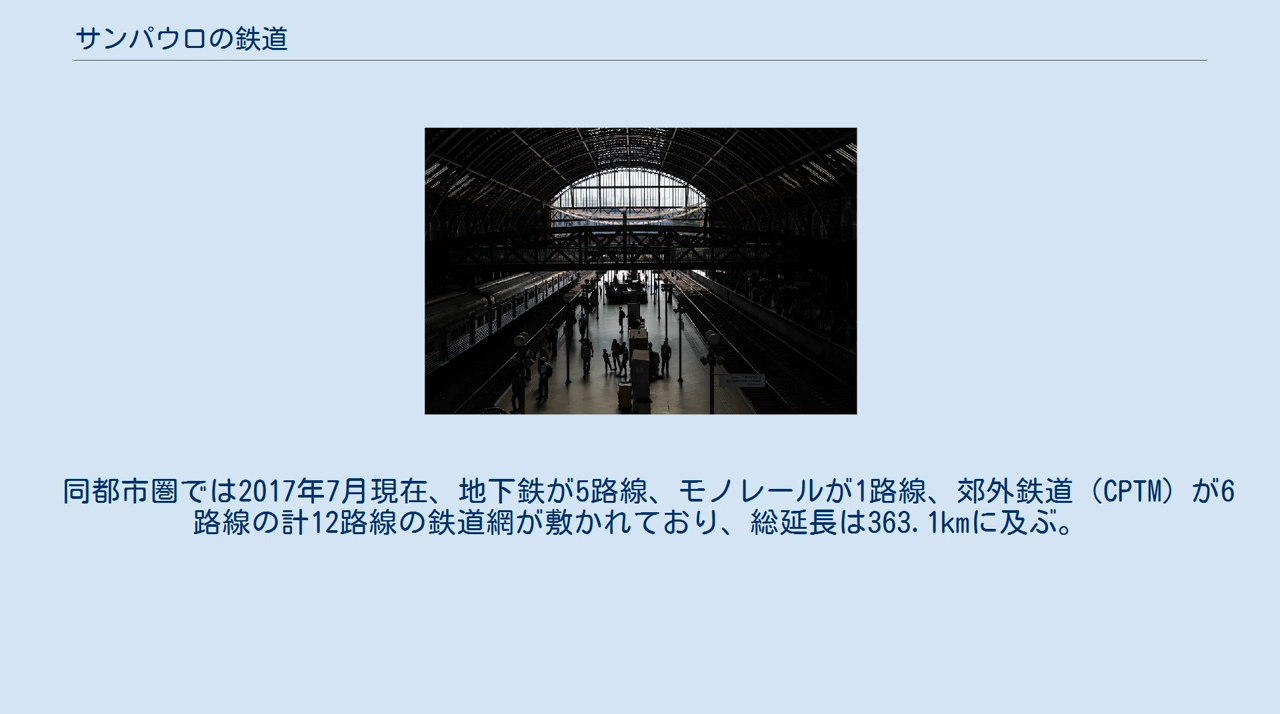 サンパウロの鉄道
同都市圏では2017年7月現在、地下鉄が5路線、モノレールが1路線、郊外鉄道（CPTM）が6
路線の計12路線の鉄道網が敷かれており、総延長は363.1kmに及ぶ。